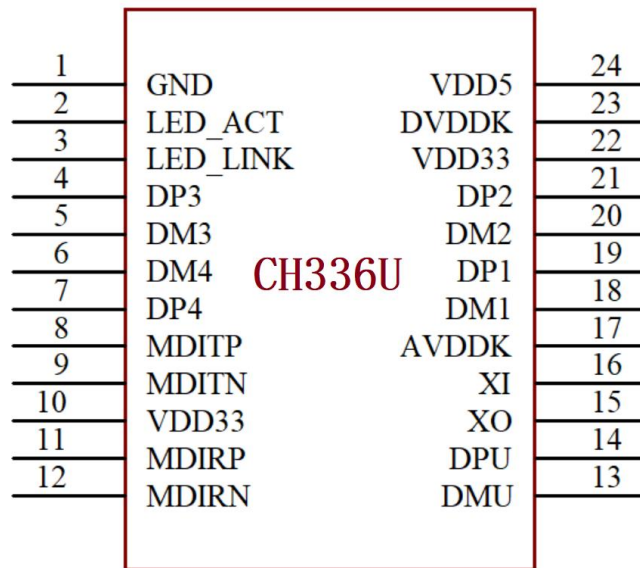 1 GND VDD5 24
2 LED_ACT DVDDK 23
3 LED_LINK VDD33 22
4 DP3 DP2 21
5 DM3 DM2 20
6 DM4 CH336U DP1 19
7 DP4 DM1 18
8 MDITP AVDDK 17
9 MDITN XI 16
10 VDD33 XO 15
11 MDIRP DPU 14
12 MDIRN DMU 13